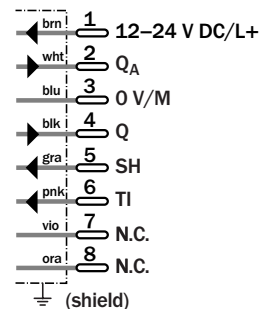 brn 1 12–24 V DC/L+
wht 2 QA
blu 3 0 V/M
blk 4 Q
gra 5 SH
pnk 6 TI
vio 7 N.C.
ora 8 N.C.
(shield)